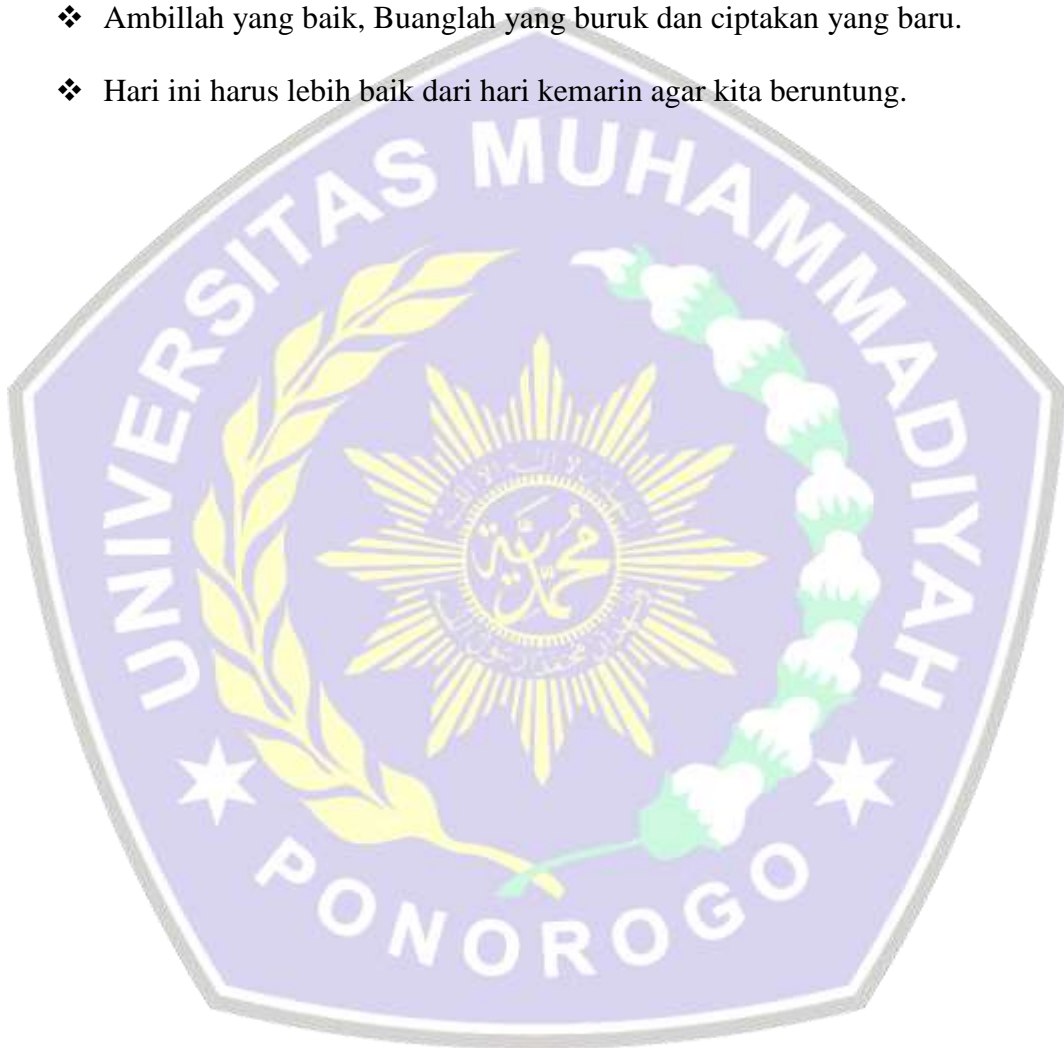 ❖ Ambillah yang baik, Buanglah yang buruk dan ciptakan yang baru.
❖ Hari ini harus lebih baik dari hari kemarin agar kita beruntung.
UNIVERSITAS MUHAMMADIYAH
PONOROGO
محمدية